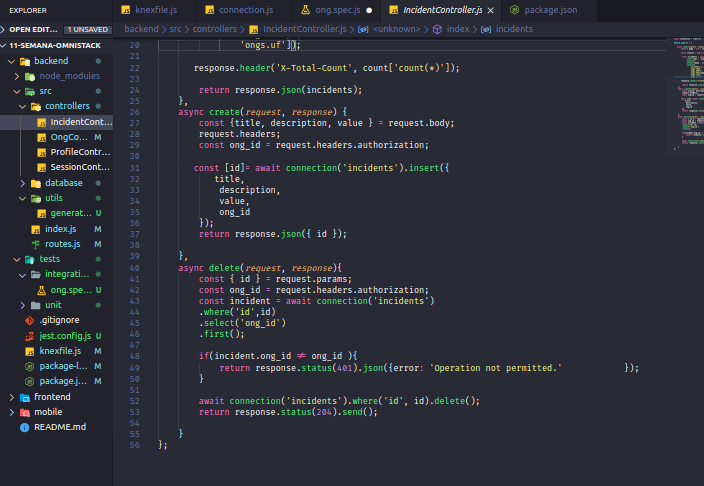 EXPLORER
OPEN EDIT... 1 UNSAVED
11-SEMANA-OMNISTACK
backend
node_modules
src
controllers
IncidentCont...
OngCo... M
ProfileContr...
SessionCont...
database
utils
generat... U
index.js M
routes.js M
tests
integrati...
ong.spe... U
unit
.gitignore
jest.config.js U
knexfile.js M
package-l... M
package.j... M
frontend
mobile
README.md
knexfile.js
connection.js
ong.spec.js
IncidentController.js
package.json
backend > src > controllers > IncidentController.js > <unknown> > index > incidents
20 'ongs.uf']);
21
22 response.header('X-Total-Count', count['count(*)']);
23
24 return response.json(incidents);
25 },
26 async create(request, response) {
27 const {title, description, value } = request.body;
28 request.headers;
29 const ong_id = request.headers.authorization;
30
31 const [id]= await connection('incidents').insert({
32 title,
33 description,
34 value,
35 ong_id
36 });
37 return response.json({ id });
38
39 },
40 async delete(request, response){
41 const { id } = request.params;
42 const ong_id = request.headers.authorization;
43 const incident = await connection('incidents')
44 .where('id',id)
45 .select('ong_id')
46 .first();
47
48 if(incident.ong_id ≠ ong_id ){
49 return response.status(401).json({error: 'Operation not permitted.' });
50 }
51
52 await connection('incidents').where('id', id).delete();
53 return response.status(204).send();
54
55 }
56 };